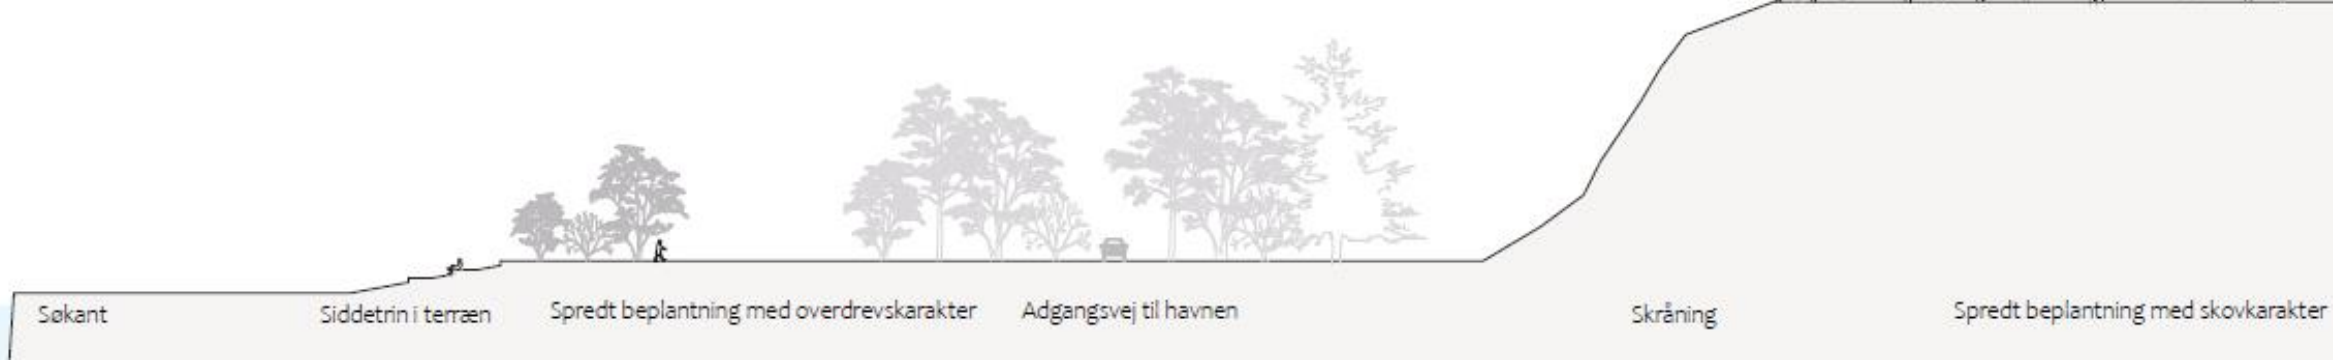 Søkant
Siddetrin i terræn
Spredt beplantning med overdrevskarakter
Adgangsvej til havnen
Skråning
Spredt beplantning med skovkarakter